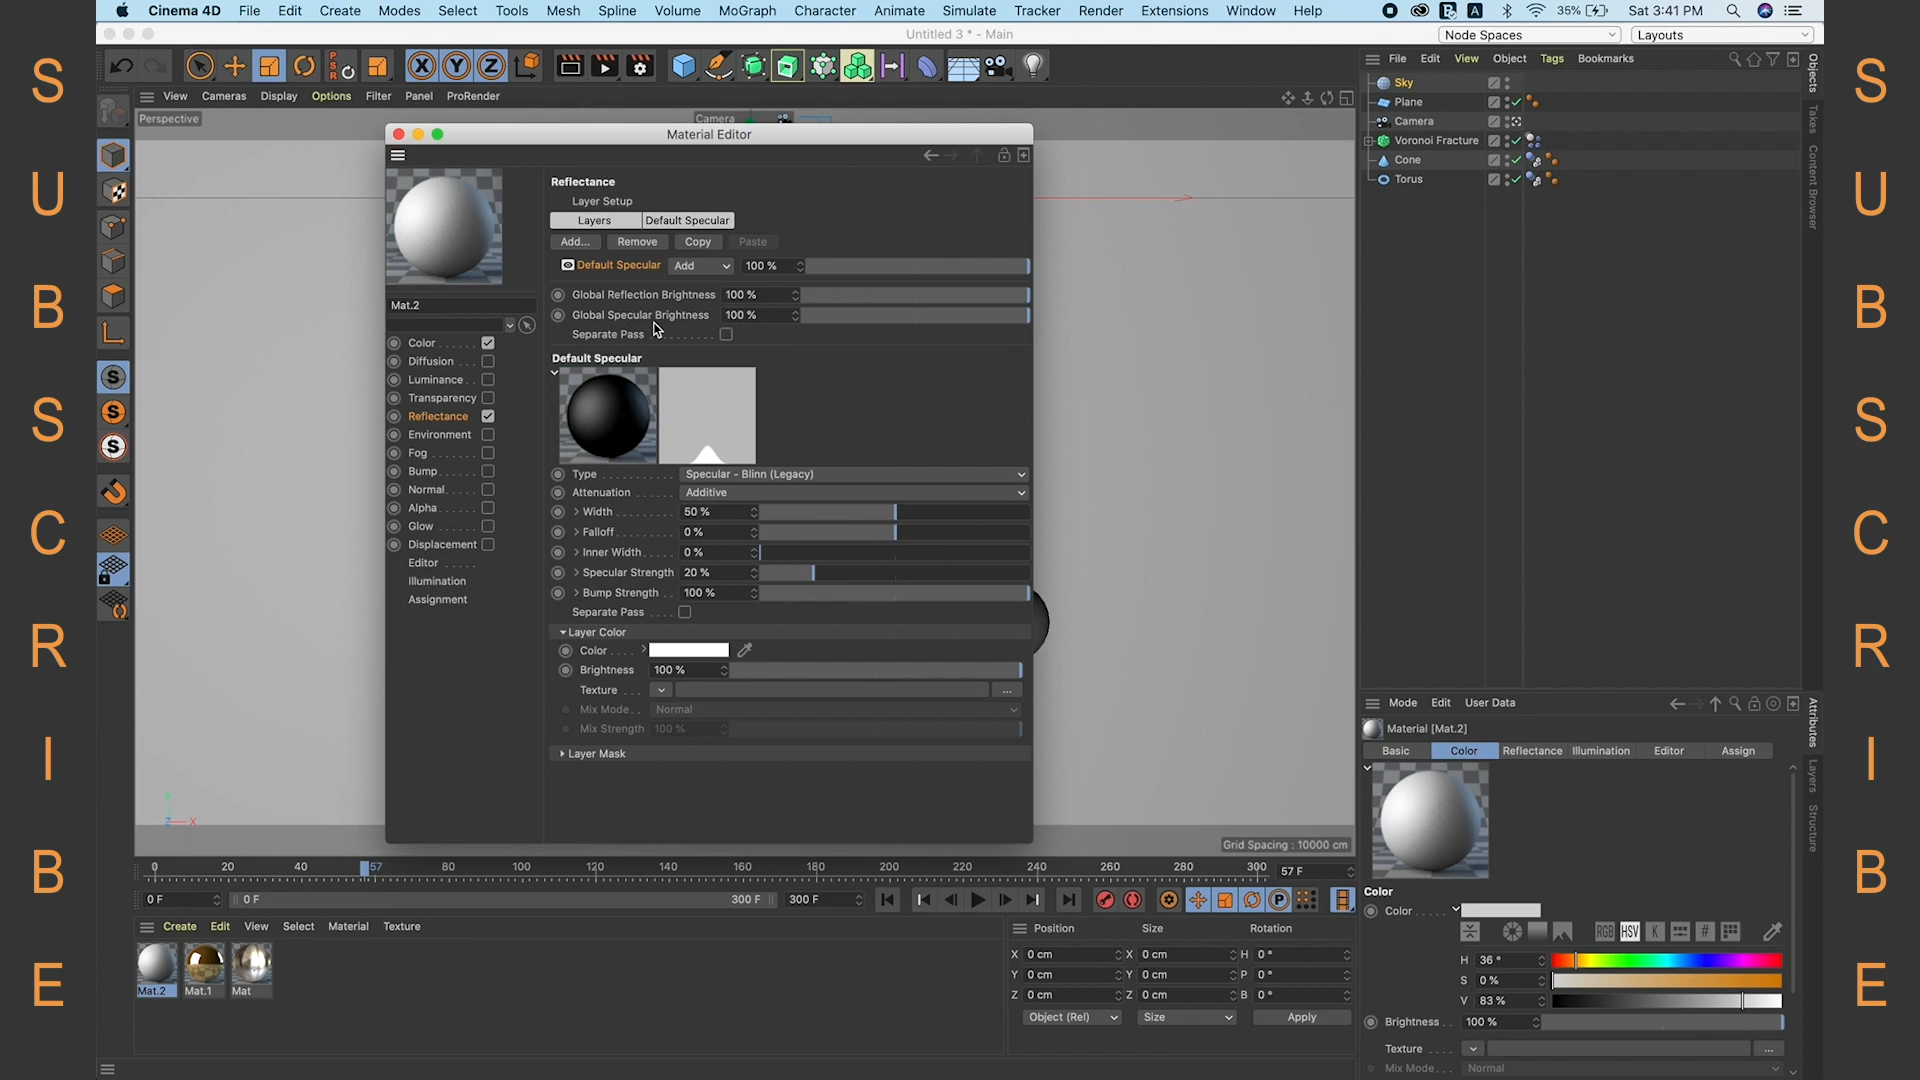 Cinema 4D File Edit Create Modes Select Tools Mesh Spline Volume MoGraph Character Animate Simulate Tracker Render Extensions Window Help 35% Sat 3:41 PM
Untitled 3 * - Main
Node Spaces Layouts
File Edit View Object Tags Bookmarks
View Cameras Display Options Filter Panel ProRender
Perspective
Camera
Material Editor
Sky
Plane
Camera
Voronoi Fracture
Cone
Torus
Objects
Takes
Content Browser
Reflectance
Layer Setup
Layers Default Specular
Add... Remove Copy Paste
Default Specular Add 100 %
Global Reflection Brightness 100 %
Global Specular Brightness 100 %
Separate Pass
Mat.2
Color
Diffusion
Luminance
Transparency
Reflectance
Environment
Fog
Bump
Normal
Alpha
Glow
Displacement
Editor
Illumination
Assignment
Default Specular
Type Specular - Blinn (Legacy)
Attenuation Additive
Width 50 %
Falloff 0 %
Inner Width 0 %
Specular Strength 20 %
Bump Strength 100 %
Separate Pass
Layer Color
Color
Brightness 100 %
Texture ...
Mix Mode Normal
Mix Strength 100 %
Layer Mask
Y
Z X
Grid Spacing : 10000 cm
0 20 40 57 80 100 120 140 160 180 200 220 240 260 280 300 57 F
0 F 0 F 300 F 300 F
Create Edit View Select Material Texture
Mat.2 Mat.1 Mat
Position Size Rotation
X 0 cm X 0 cm H 0 °
Y 0 cm Y 0 cm P 0 °
Z 0 cm Z 0 cm B 0 °
Object (Rel) Size Apply
Mode Edit User Data
Material [Mat.2]
Basic Color Reflectance Illumination Editor Assign
Attributes
Layers
Structure
Color
Color
RGB HSV K #
H 36 °
S 0 %
V 83 %
Brightness 100 %
Texture ...
Mix Mode Normal
S
U
B
S
C
R
I
B
E
S
U
B
S
C
R
I
B
E